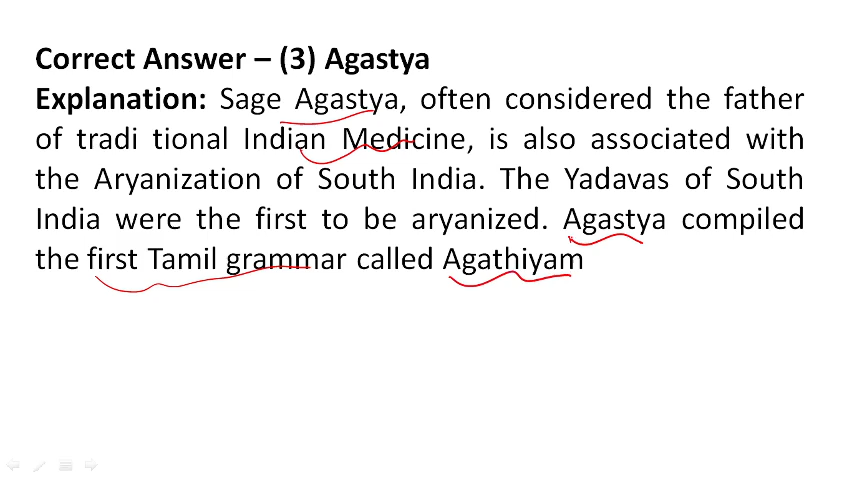 Correct Answer – (3) Agastya
Explanation: Sage Agastya, often considered the father
of tradi tional Indian Medicine, is also associated with
the Aryanization of South India. The Yadavas of South
India were the first to be aryanized. Agastya compiled
the first Tamil grammar called Agathiyam